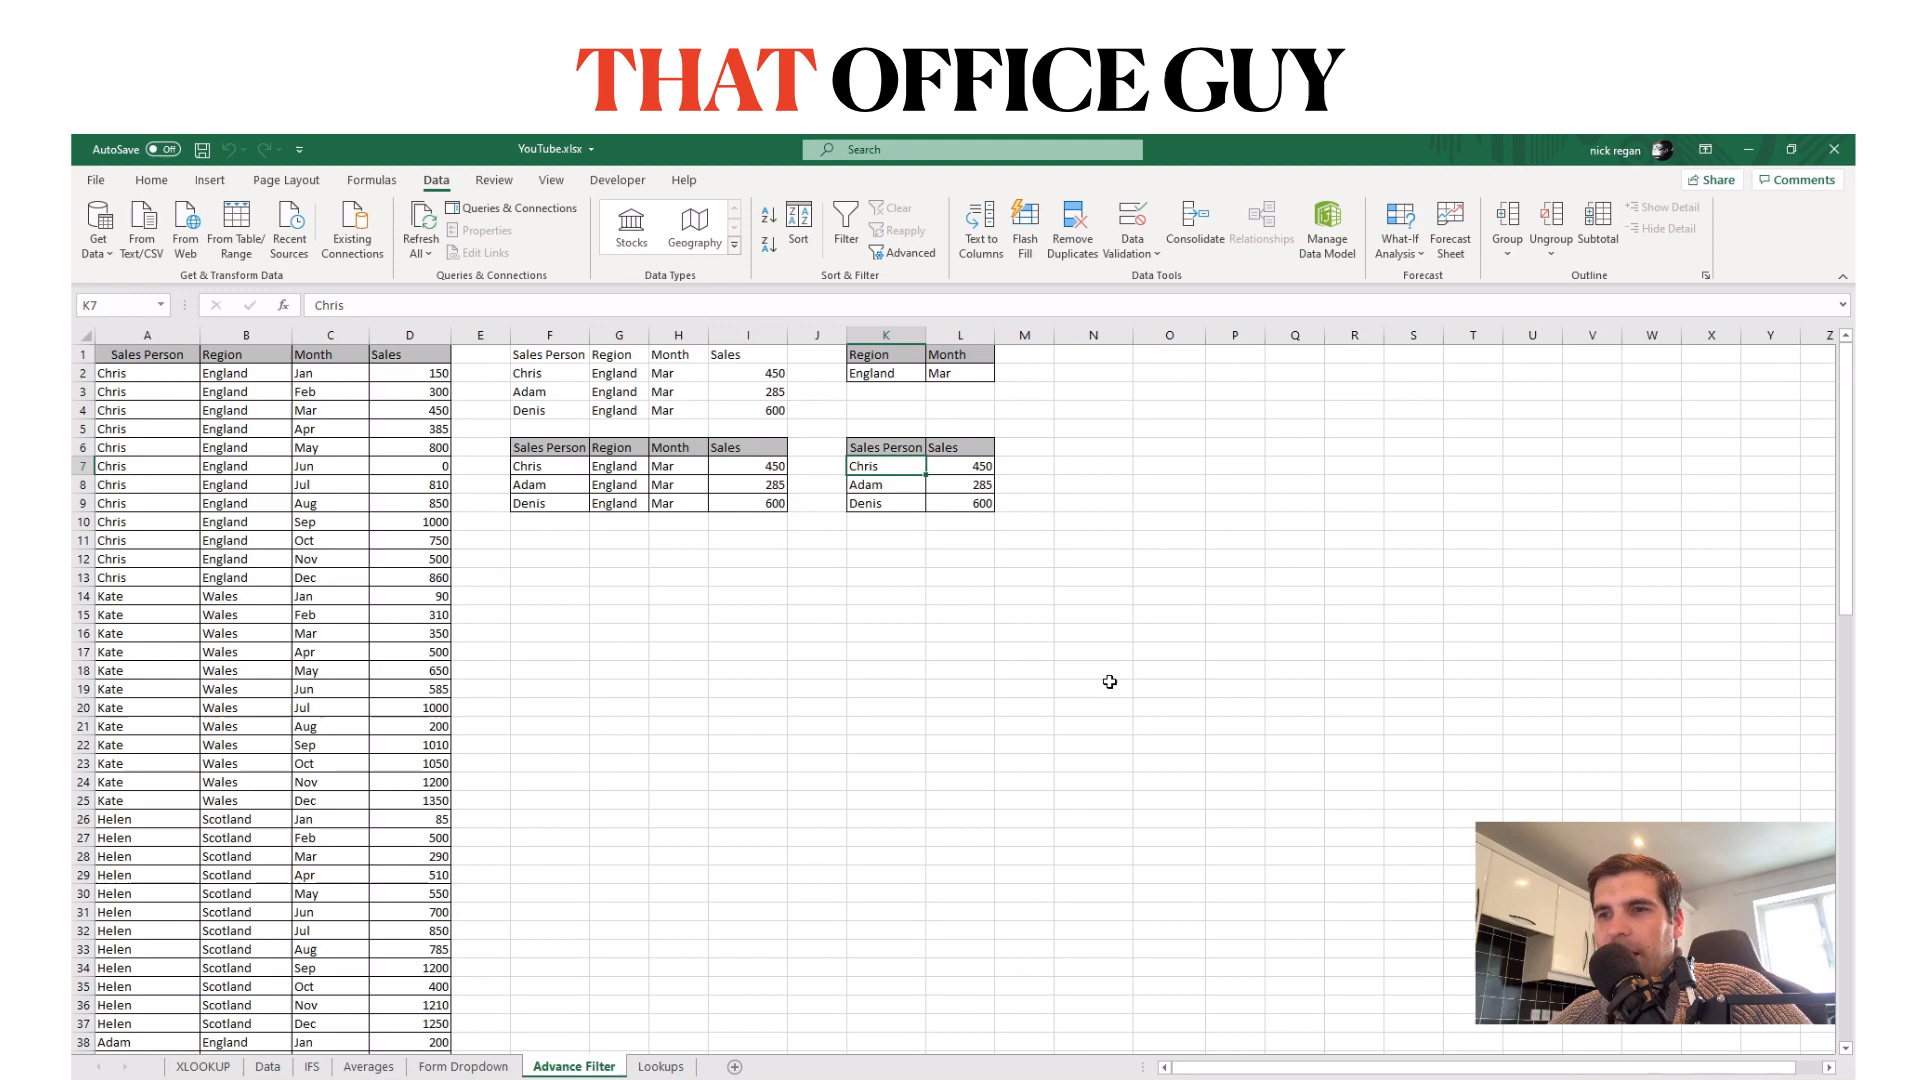 THAT OFFICE GUY
AutoSave Off YouTube.xlsx Search nick regan
File Home Insert Page Layout Formulas Data Review View Developer Help Share Comments
Get Data From Text/CSV From Web From Table/Range Recent Sources Existing Connections
Get & Transform Data
Refresh All Queries & Connections Properties Edit Links
Queries & Connections
Stocks Geography
Data Types
Sort Filter Clear Reapply Advanced
Sort & Filter
Text to Columns Flash Fill Remove Duplicates Data Validation Consolidate Relationships Manage Data Model
Data Tools
What-If Analysis Forecast Sheet
Forecast
Group Ungroup Subtotal Show Detail Hide Detail
Outline
K7 fx Chris
A B C D E F G H I J K L M N O P Q R S T U V W X Y Z
1 Sales Person Region Month Sales Sales Person Region Month Sales Region Month
2 Chris England Jan 150 Chris England Mar 450 England Mar
3 Chris England Feb 300 Adam England Mar 285
4 Chris England Mar 450 Denis England Mar 600
5 Chris England Apr 385
6 Chris England May 800 Sales Person Region Month Sales Sales Person Sales
7 Chris England Jun 0 Chris England Mar 450 Chris 450
8 Chris England Jul 810 Adam England Mar 285 Adam 285
9 Chris England Aug 850 Denis England Mar 600 Denis 600
10 Chris England Sep 1000
11 Chris England Oct 750
12 Chris England Nov 500
13 Chris England Dec 860
14 Kate Wales Jan 90
15 Kate Wales Feb 310
16 Kate Wales Mar 350
17 Kate Wales Apr 500
18 Kate Wales May 650
19 Kate Wales Jun 585
20 Kate Wales Jul 1000
21 Kate Wales Aug 200
22 Kate Wales Sep 1010
23 Kate Wales Oct 1050
24 Kate Wales Nov 1200
25 Kate Wales Dec 1350
26 Helen Scotland Jan 85
27 Helen Scotland Feb 500
28 Helen Scotland Mar 290
29 Helen Scotland Apr 510
30 Helen Scotland May 550
31 Helen Scotland Jun 700
32 Helen Scotland Jul 850
33 Helen Scotland Aug 785
34 Helen Scotland Sep 1200
35 Helen Scotland Oct 400
36 Helen Scotland Nov 1210
37 Helen Scotland Dec 1250
38 Adam England Jan 200
XLOOKUP Data IFS Averages Form Dropdown Advance Filter Lookups